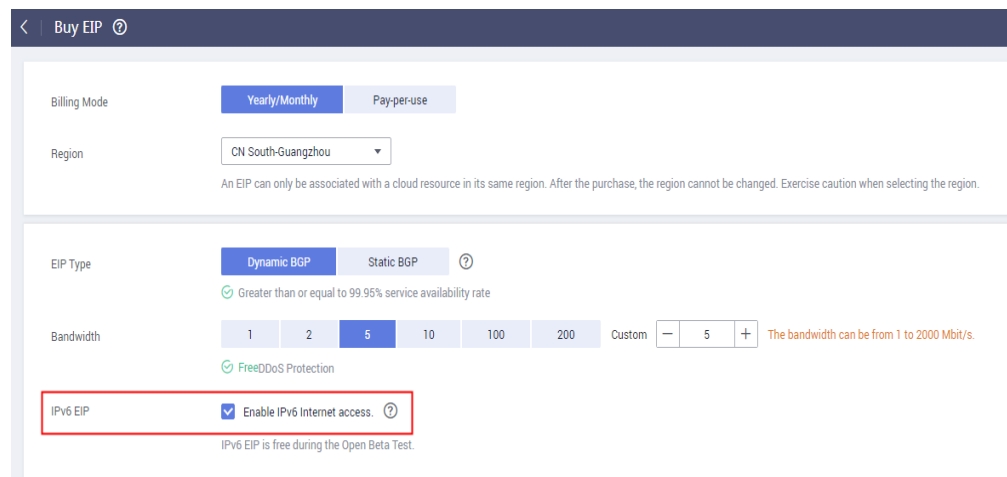 Buy EIP
Billing Mode Yearly/Monthly Pay-per-use
Region CN South-Guangzhou
An EIP can only be associated with a cloud resource in its same region. After the purchase, the region cannot be changed. Exercise caution when selecting the region.
EIP Type Dynamic BGP Static BGP
Greater than or equal to 99.95% service availability rate
Bandwidth 1 2 5 10 100 200 Custom 5 The bandwidth can be from 1 to 2000 Mbit/s.
FreeDDoS Protection
IPv6 EIP Enable IPv6 Internet access.
IPv6 EIP is free during the Open Beta Test.